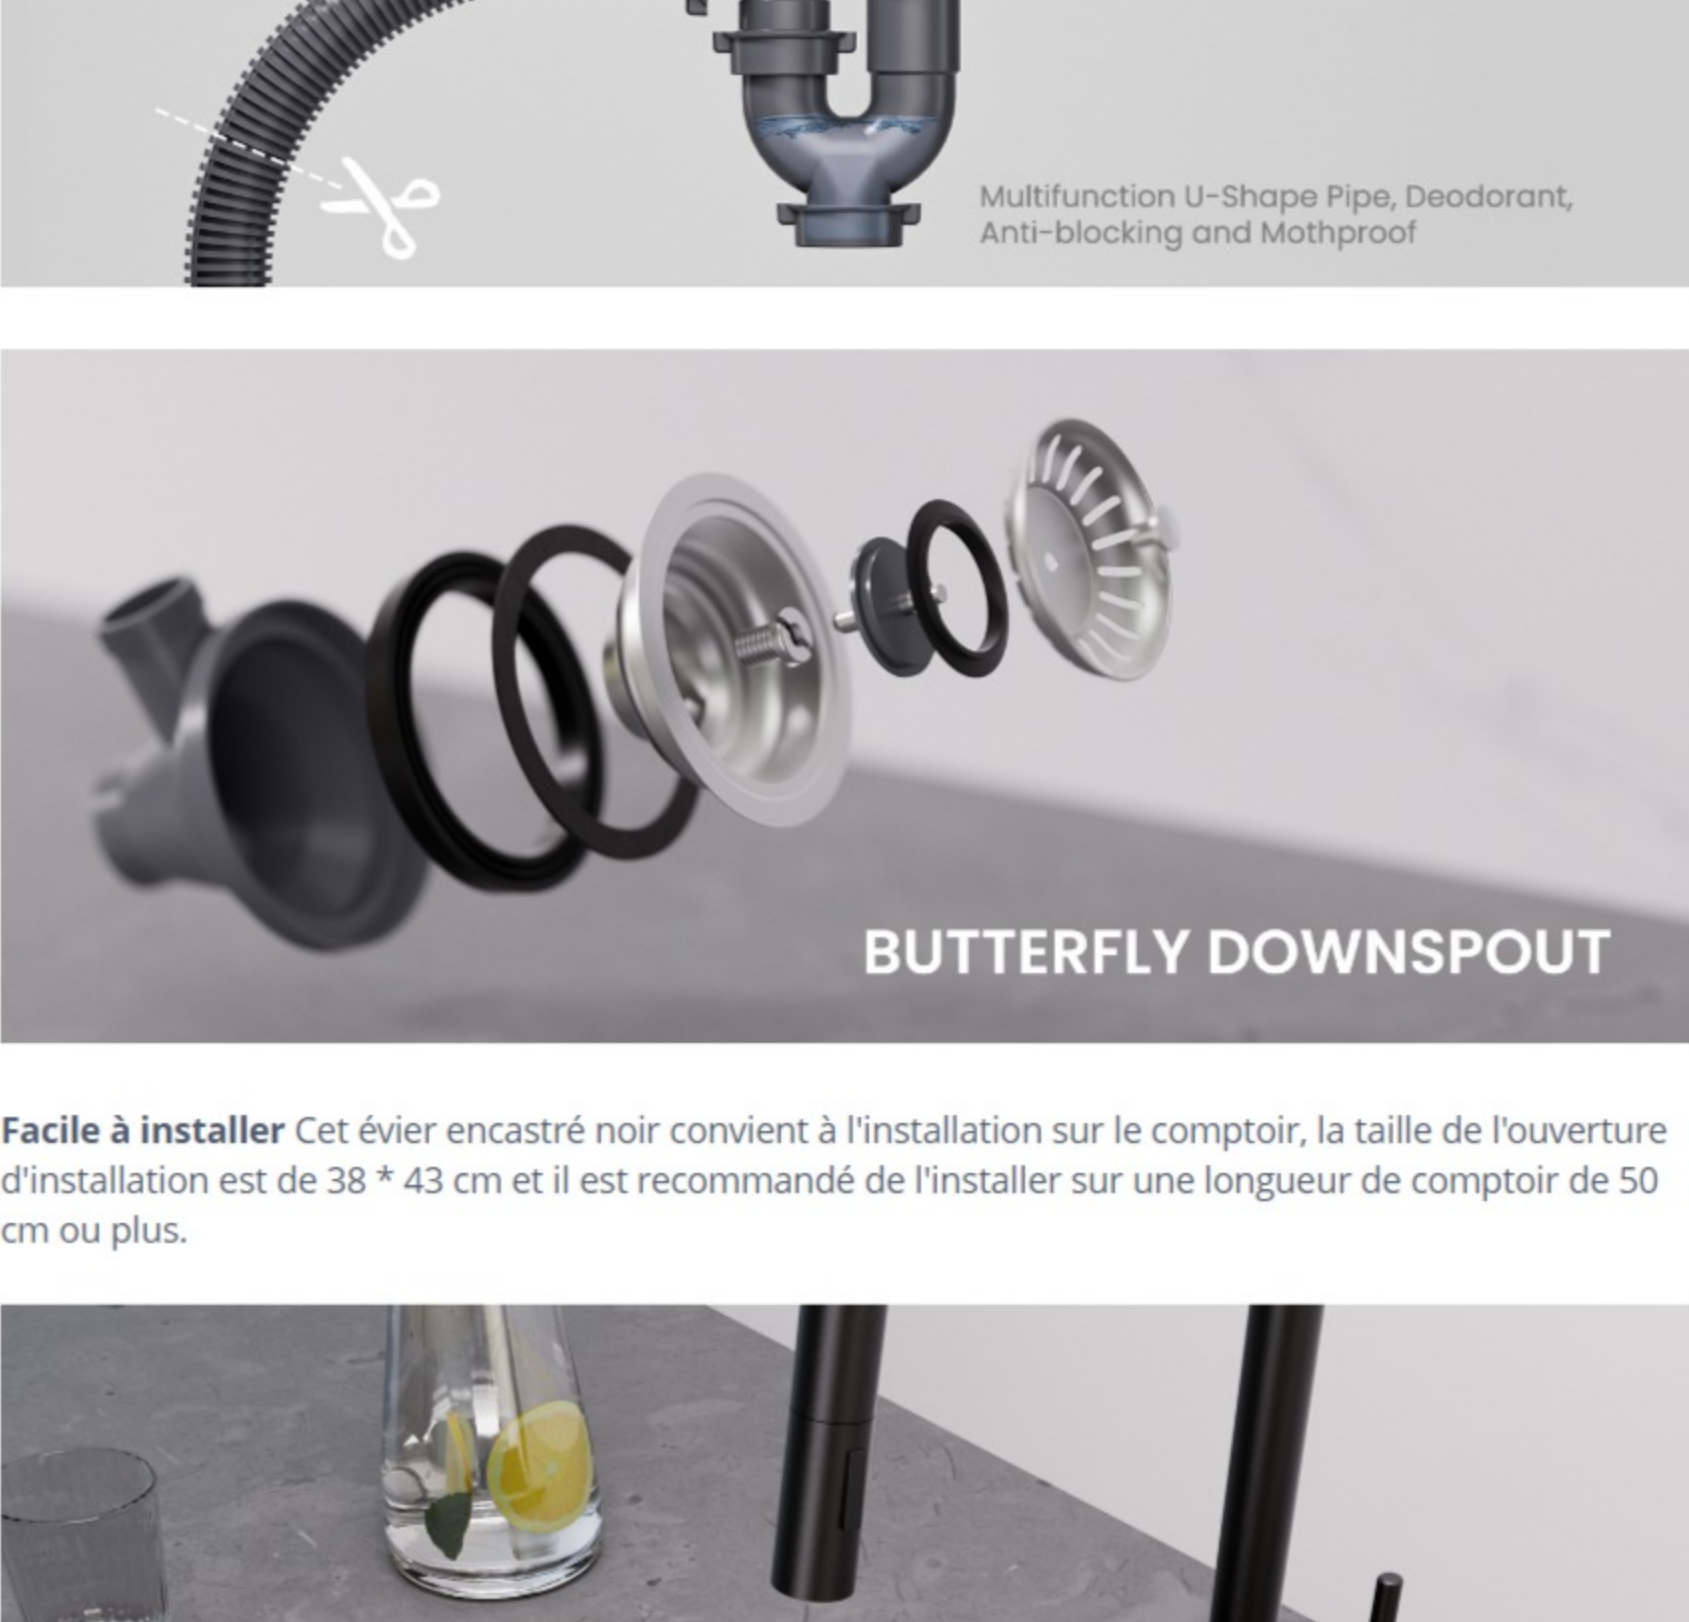 Multifunction U-Shape Pipe, Deodorant,
Anti-blocking and Mothproof
BUTTERFLY DOWNSPOUT
Facile à installer Cet évier encastré noir convient à l'installation sur le comptoir, la taille de l'ouverture
d'installation est de 38 * 43 cm et il est recommandé de l'installer sur une longueur de comptoir de 50
cm ou plus.